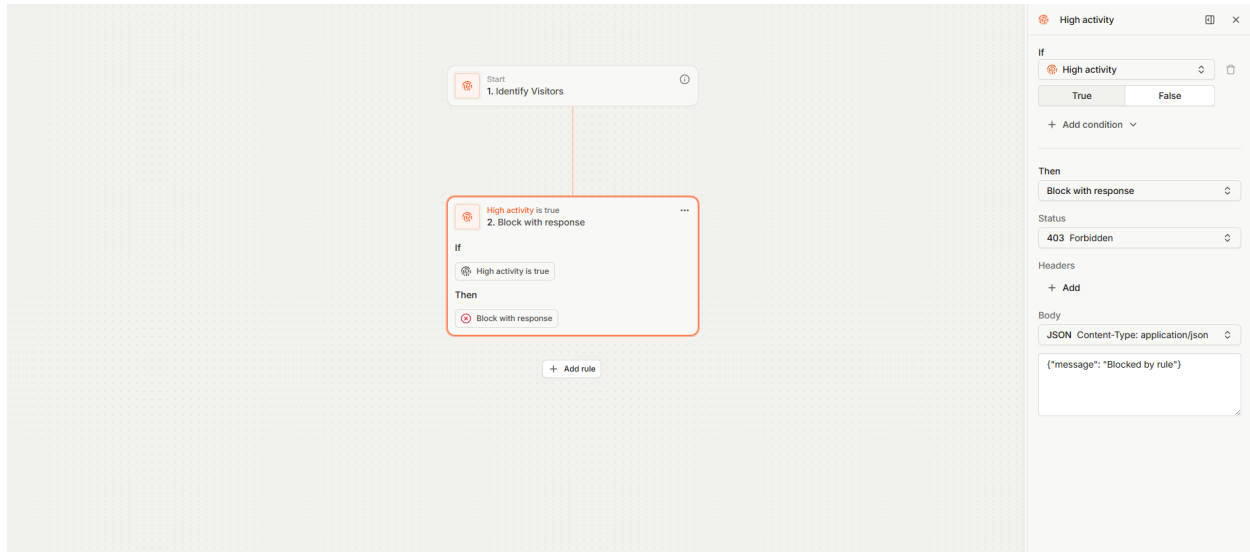 Start
1. Identify Visitors
High activity is true
2. Block with response
If
High activity is true
Then
Block with response
+ Add rule
High activity
If
High activity
True False
+ Add condition
Then
Block with response
Status
403 Forbidden
Headers
+ Add
Body
JSON Content-Type: application/json
{"message": "Blocked by rule"}